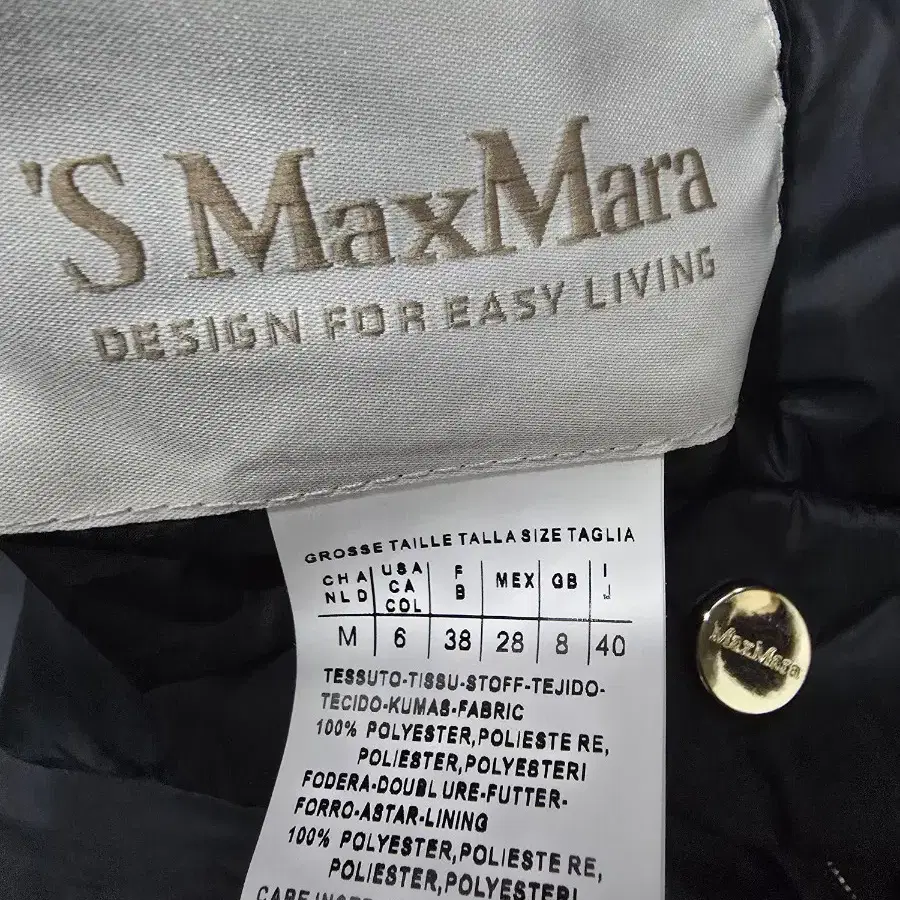 'S MaxMara
DESIGN FOR EASY LIVING
GROSSE TAILLE TALLA SIZE TAGLIA
CHA NLD USA CA COL F B MEX GB I
M 6 38 28 8 40
MaxMara
TESSUTO-TISSU-STOFF-TEJIDO-
TECIDO-KUMAS-FABRIC
100% POLYESTER,POLIESTE RE,
POLIESTER,POLYESTERI
FODERA-DOUBL URE-FUTTER-
FORRO-ASTAR-LINING
100% POLYESTER,POLIESTE RE,
POLIESTER,POLYESTERI